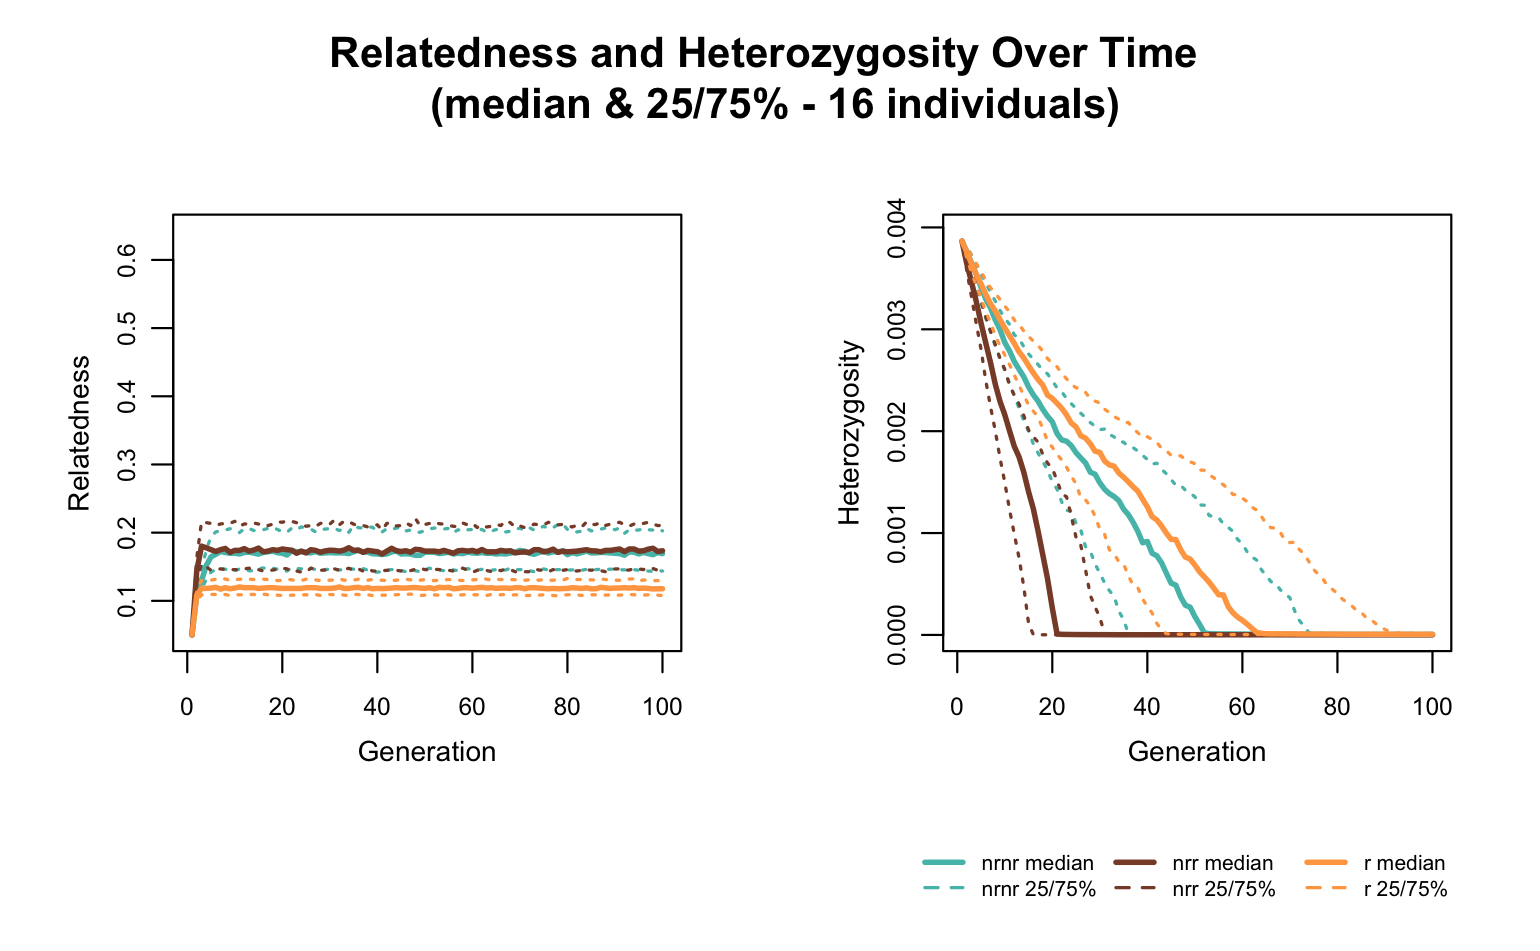 Relatedness and Heterozygosity Over Time
(median & 25/75% - 16 individuals)
Relatedness
0.1
0.2
0.3
0.4
0.5
0.6
0
20
40
60
80
100
Generation
Heterozygosity
0.000
0.001
0.002
0.003
0.004
0
20
40
60
80
100
Generation
nrnr median
nrr median
r median
nrnr 25/75%
nrr 25/75%
r 25/75%